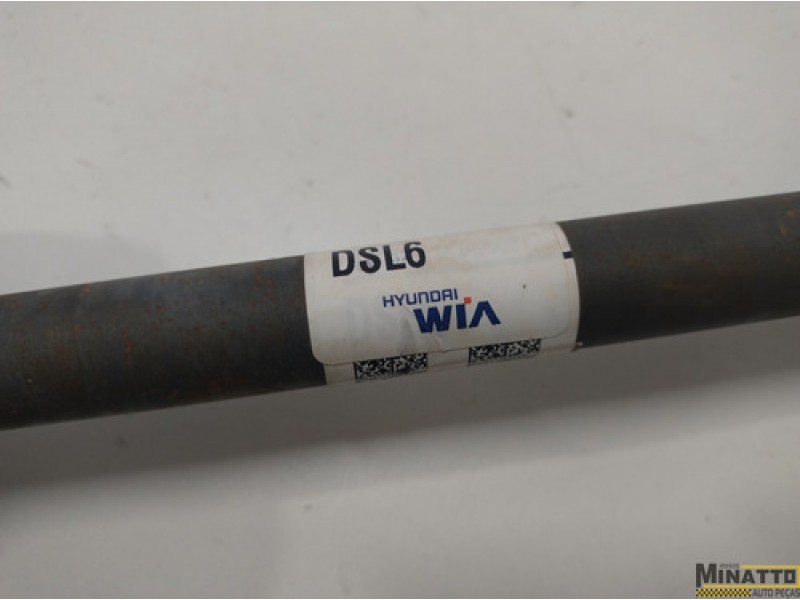 DSL6
HYUNDAI
WIA
MINATTO
AUTO PEÇAS